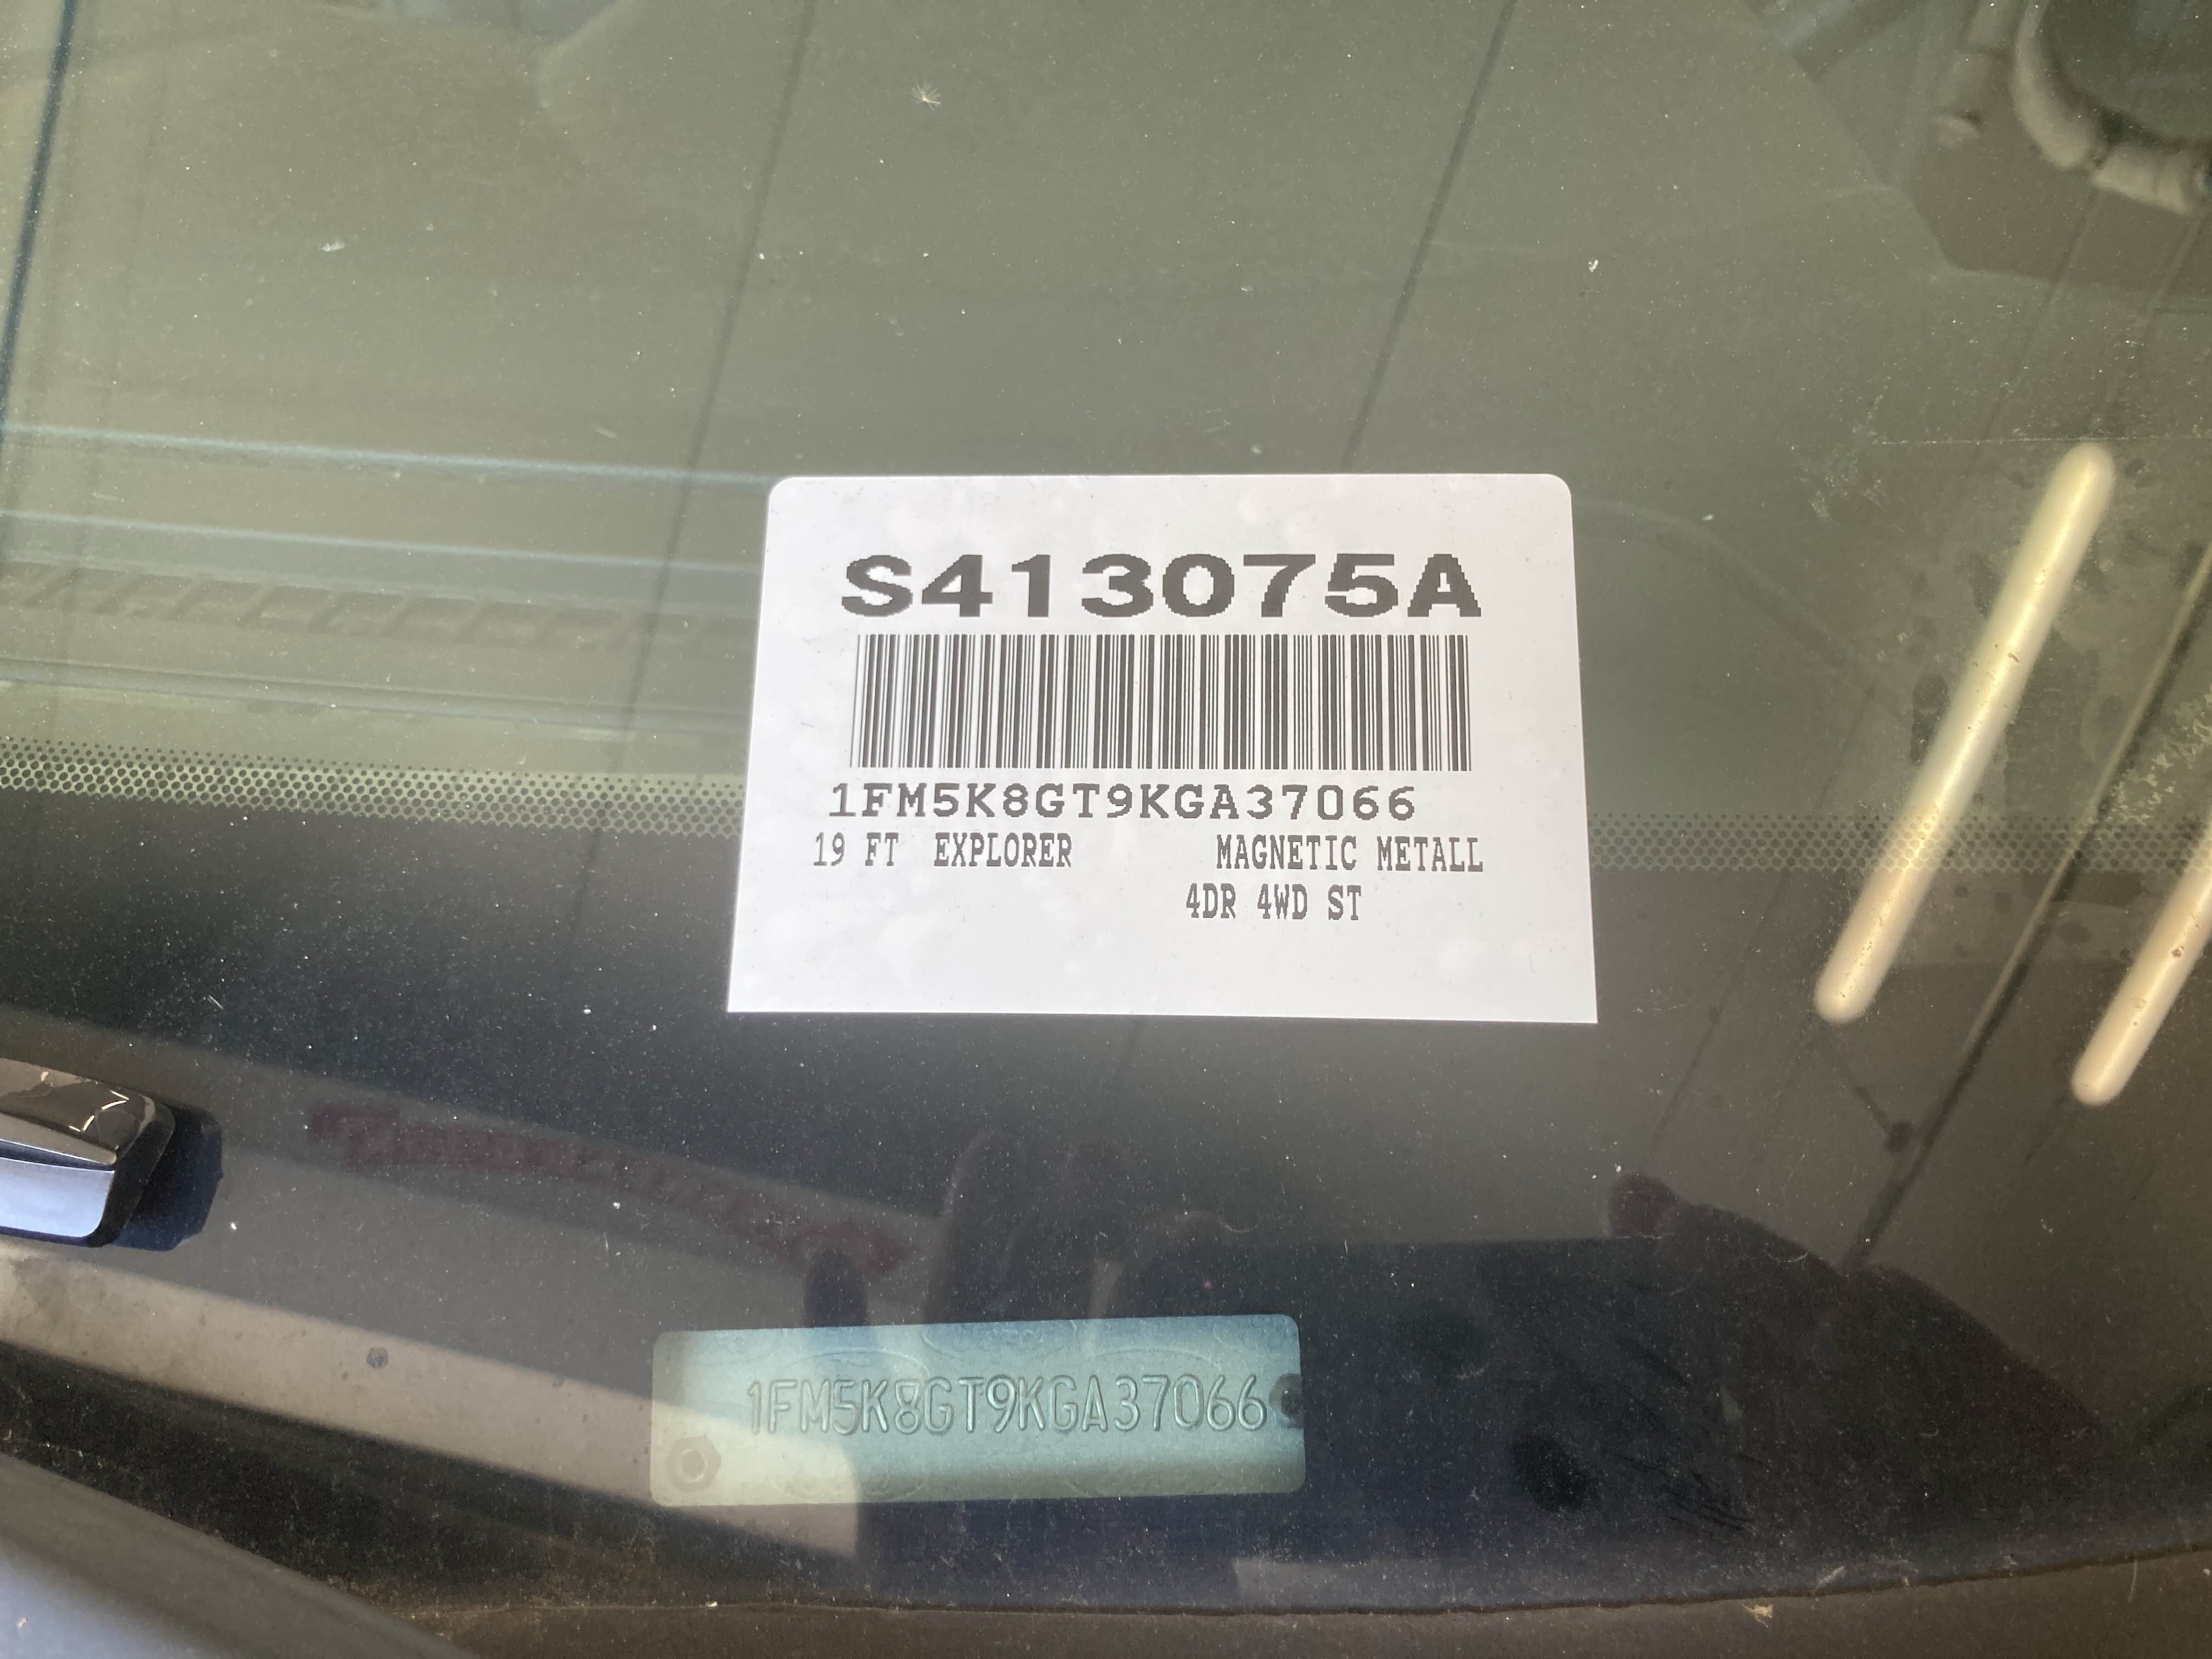 S413075A
1FM5K8GT9KGA37066
19 FT EXPLORER MAGNETIC METALL
4DR 4WD ST
1FM5K8GT9KGA37066